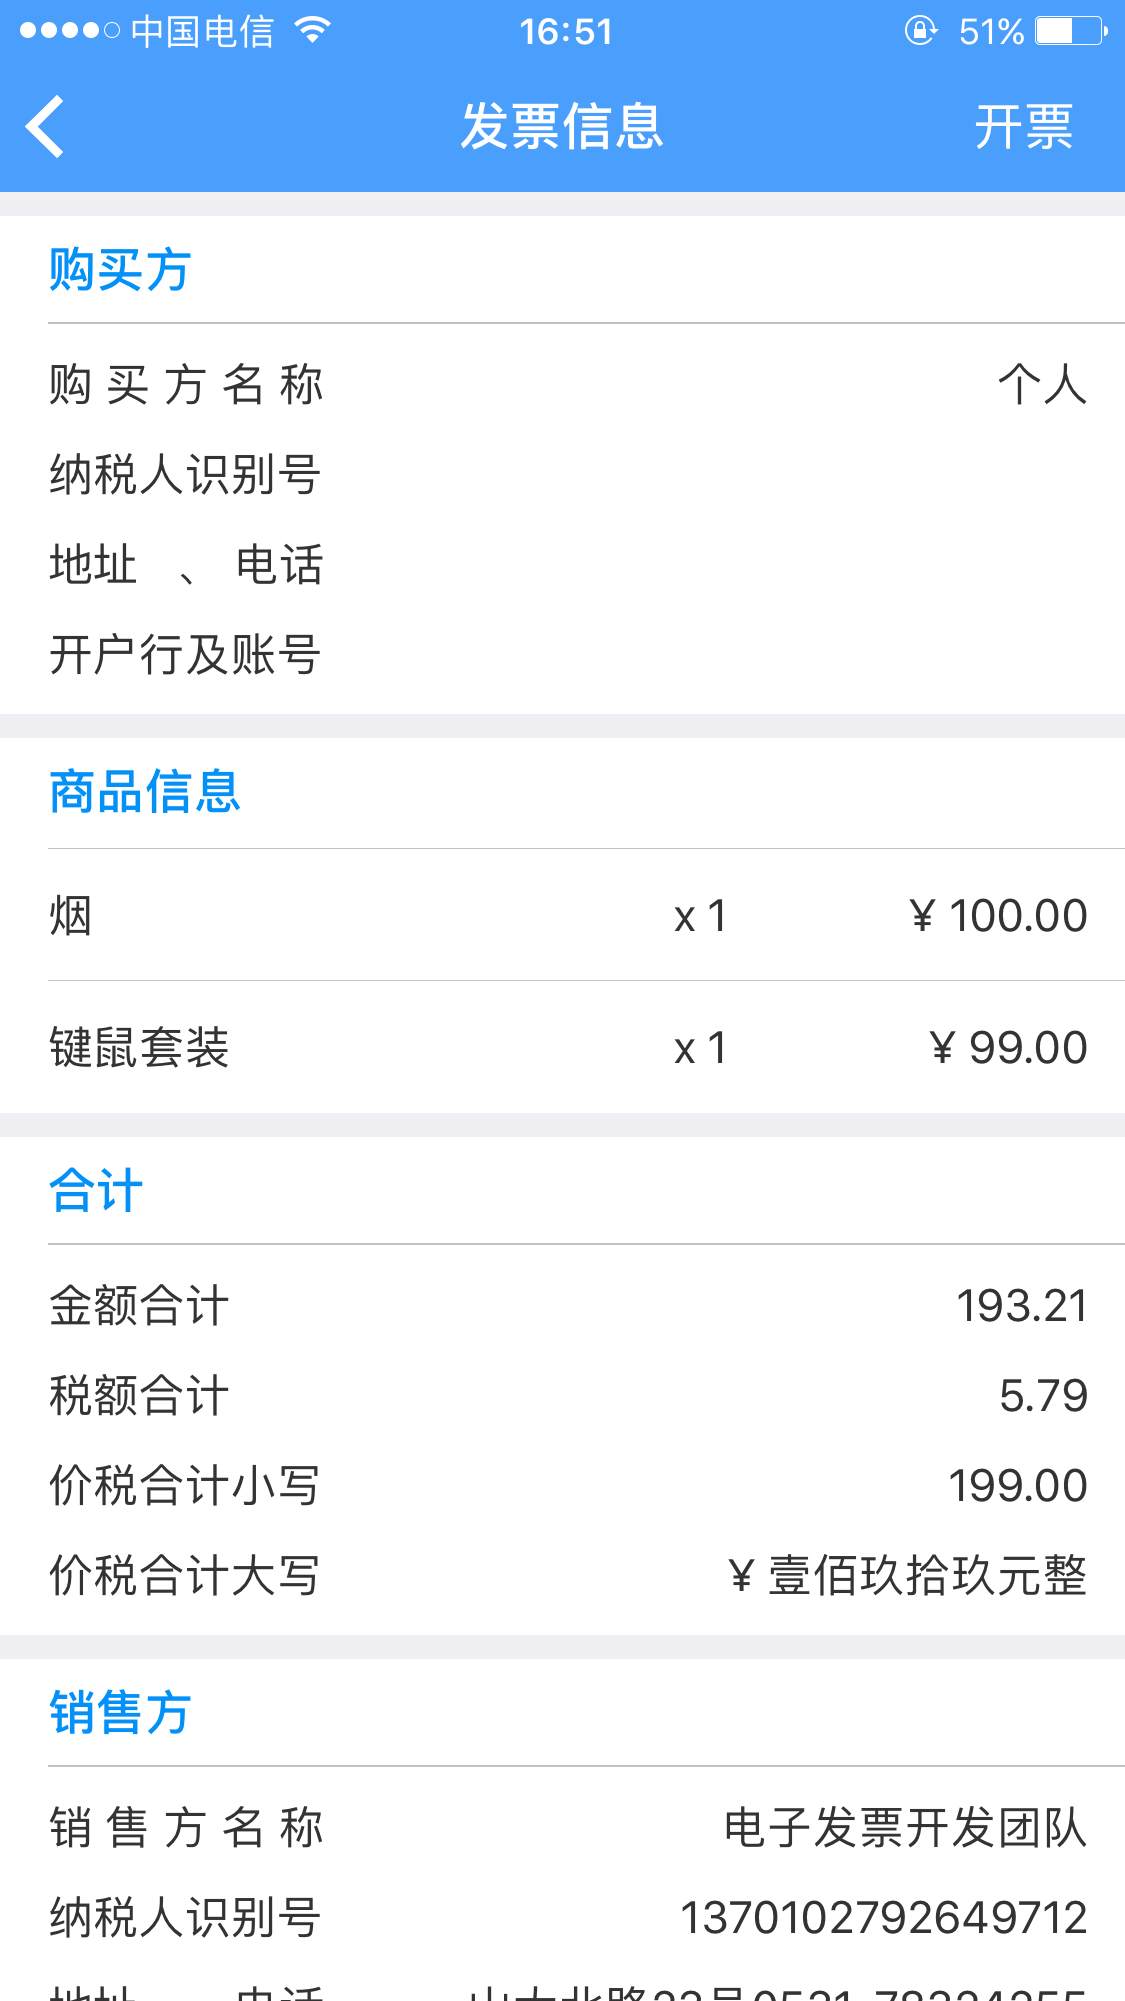 中国电信 16:51 51%
发票信息 开票
购买方
购买方名称 个人
纳税人识别号
地址 、电话
开户行及账号
商品信息
烟 x 1 ¥ 100.00
键鼠套装 x 1 ¥ 99.00
合计
金额合计 193.21
税额合计 5.79
价税合计小写 199.00
价税合计大写 ¥ 壹佰玖拾玖元整
销售方
销售方名称 电子发票开发团队
纳税人识别号 1370102792649712
地址 电话